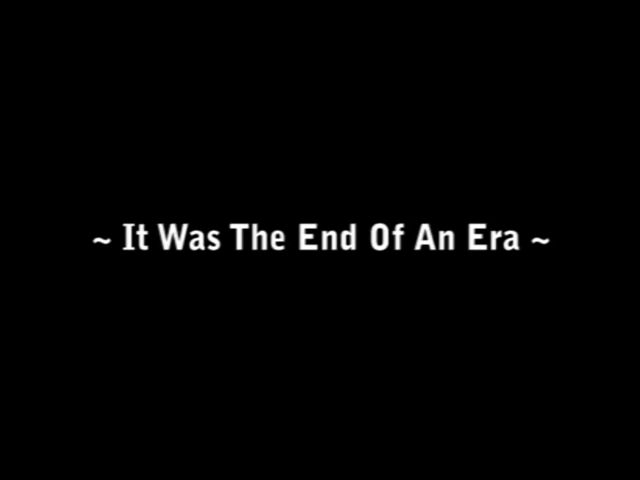 ~ It Was The End Of An Era ~